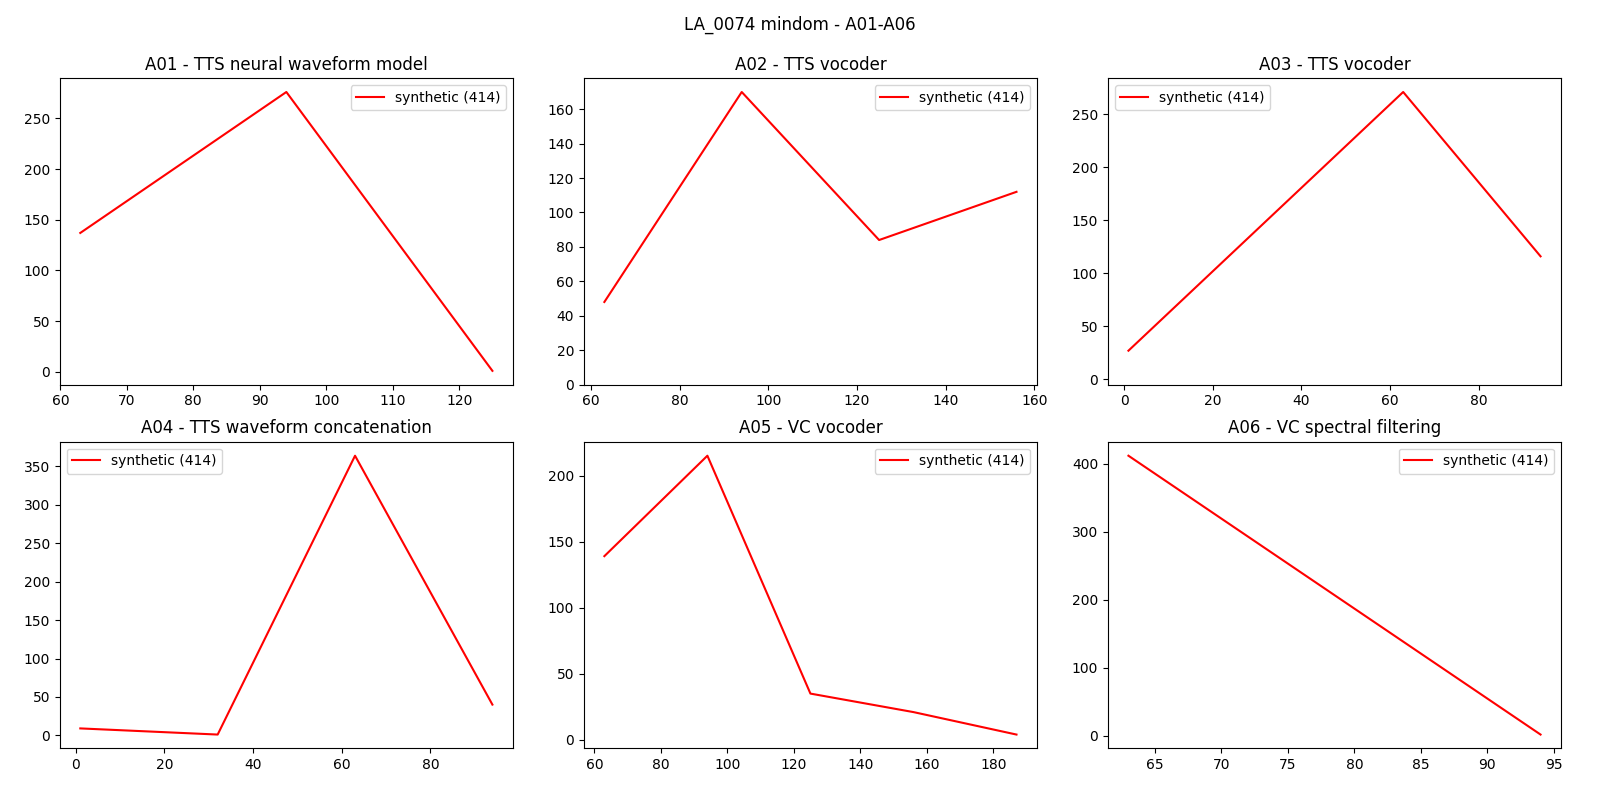 LA_0074 mindom - A01-A06
A01 - TTS neural waveform model
synthetic (414)
250
200
150
100
50
0
60 70 80 90 100 110 120
A02 - TTS vocoder
synthetic (414)
160
140
120
100
80
60
40
20
0
60 80 100 120 140 160
A03 - TTS vocoder
synthetic (414)
250
200
150
100
50
0
0 20 40 60 80
A04 - TTS waveform concatenation
synthetic (414)
350
300
250
200
150
100
50
0
0 20 40 60 80
A05 - VC vocoder
synthetic (414)
200
150
100
50
0
60 80 100 120 140 160 180
A06 - VC spectral filtering
synthetic (414)
400
300
200
100
0
65 70 75 80 85 90 95